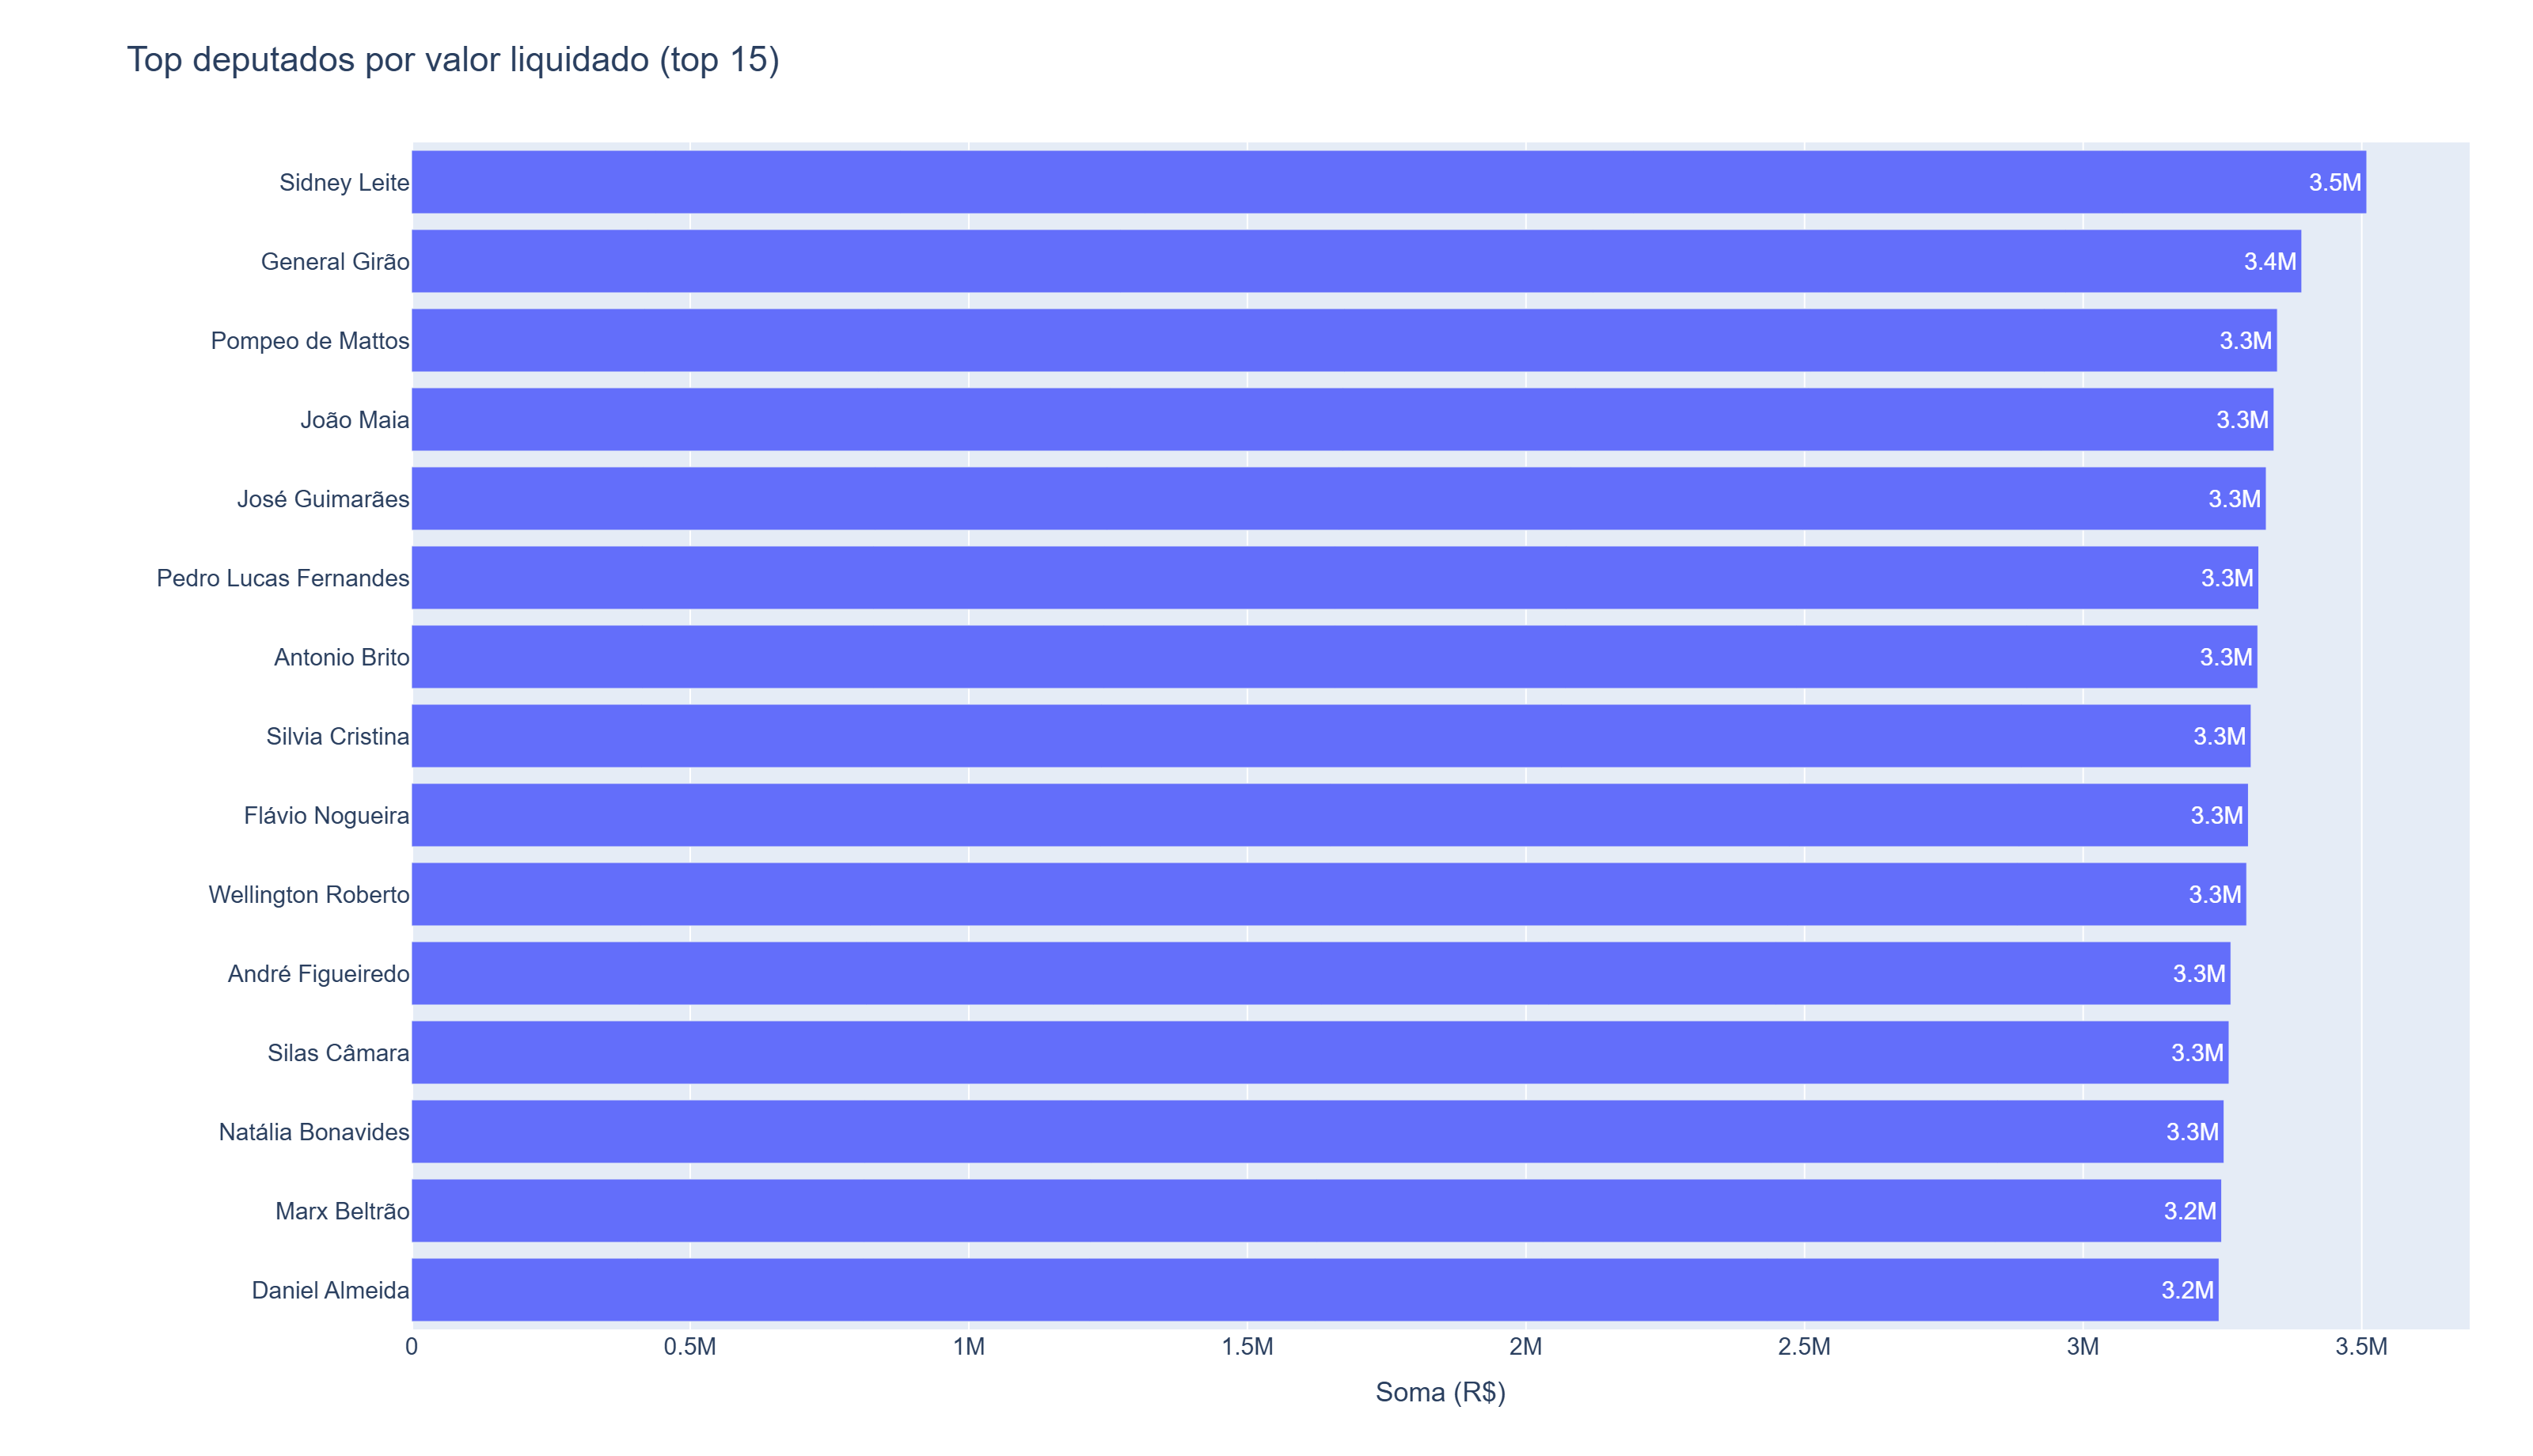 Top deputados por valor liquidado (top 15)
Sidney Leite 3.5M
General Girão 3.4M
Pompeo de Mattos 3.3M
João Maia 3.3M
José Guimarães 3.3M
Pedro Lucas Fernandes 3.3M
Antonio Brito 3.3M
Silvia Cristina 3.3M
Flávio Nogueira 3.3M
Wellington Roberto 3.3M
André Figueiredo 3.3M
Silas Câmara 3.3M
Natália Bonavides 3.3M
Marx Beltrão 3.2M
Daniel Almeida 3.2M
0 0.5M 1M 1.5M 2M 2.5M 3M 3.5M
Soma (R$)